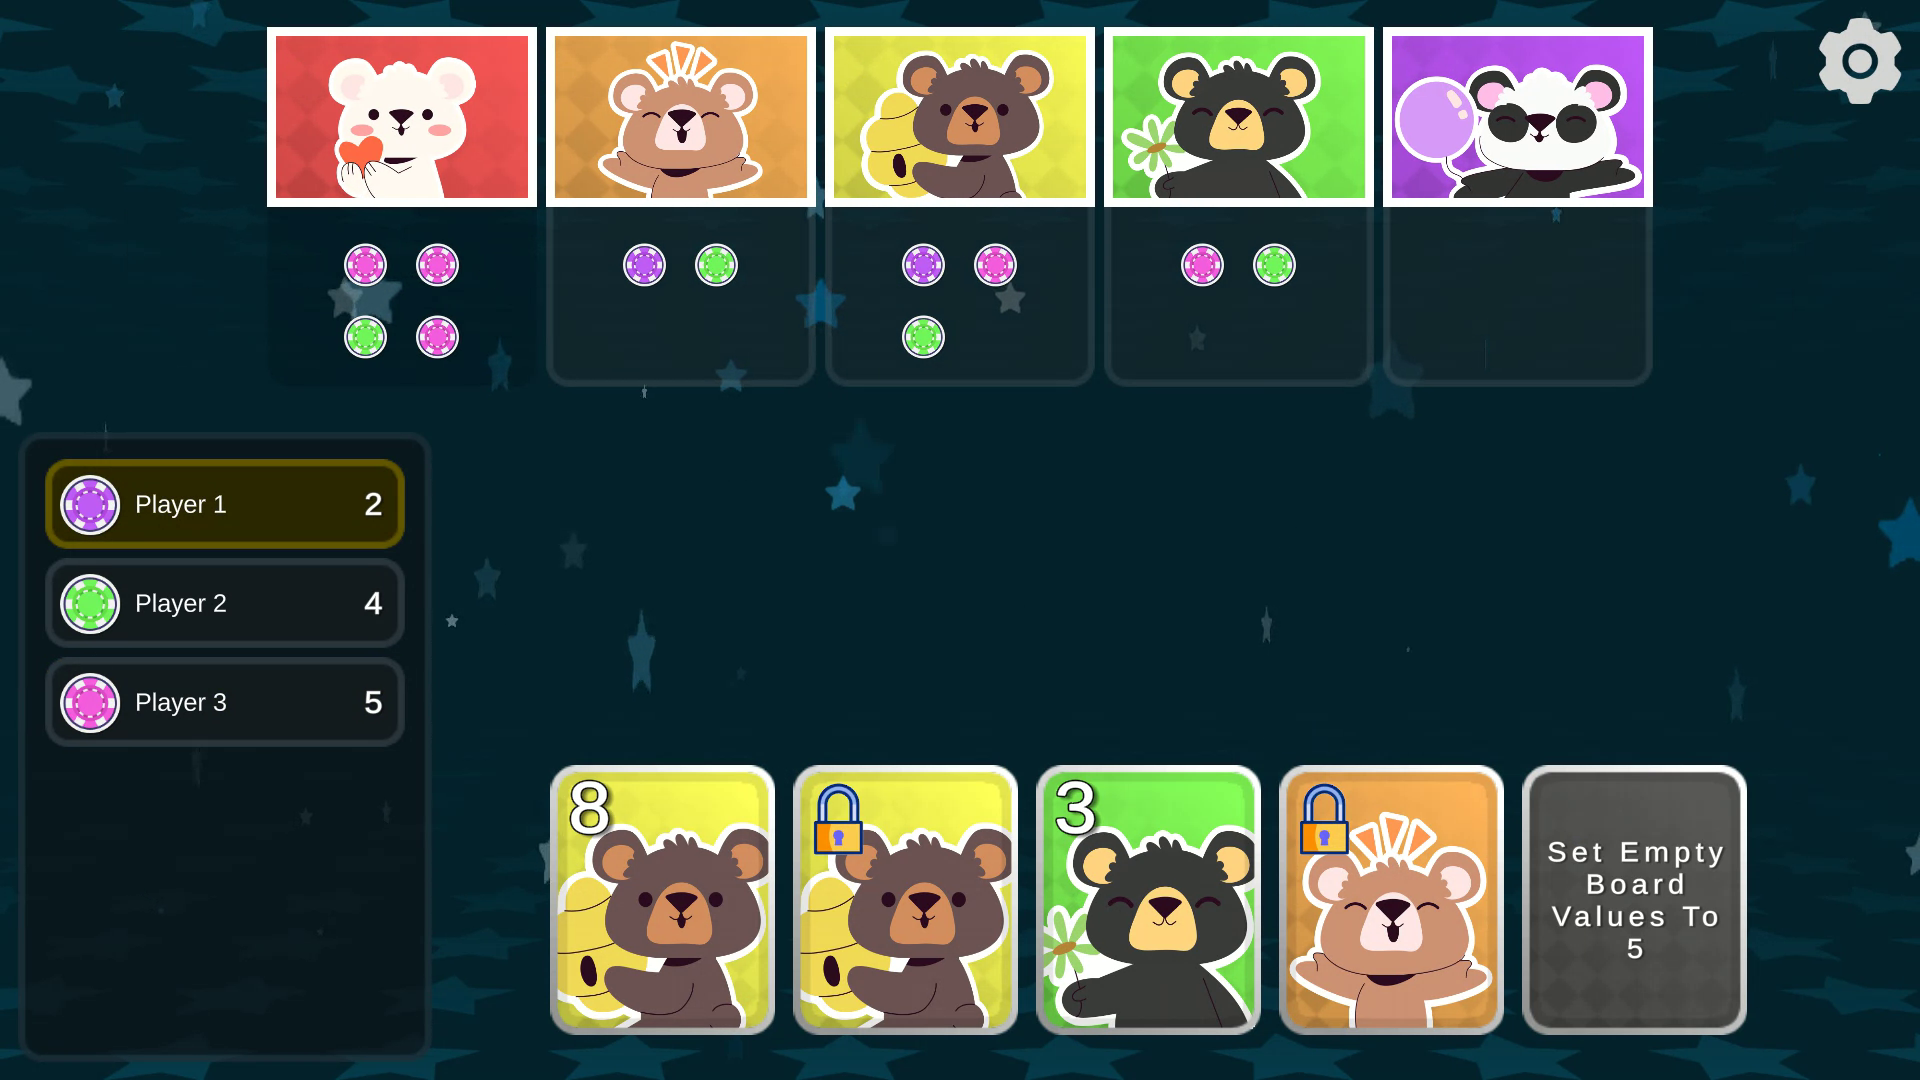 Player 1 2
Player 2 4
Player 3 5
8
3
Set Empty
Board
Values To
5